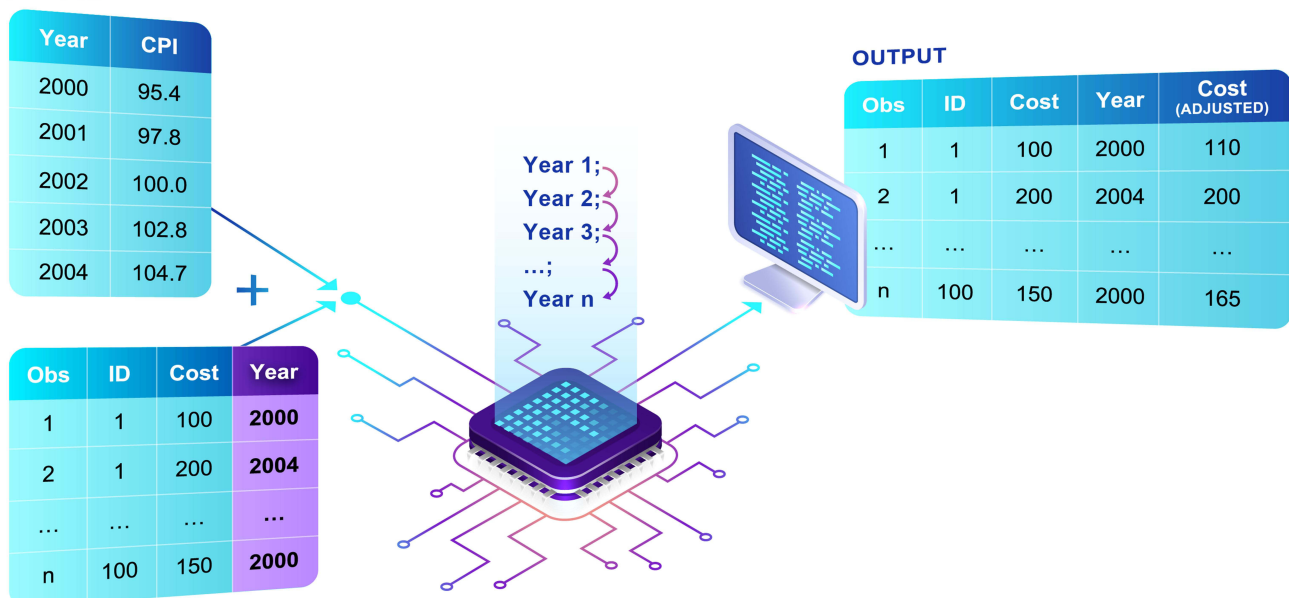 Year CPI
2000 95.4
2001 97.8
2002 100.0
2003 102.8
2004 104.7
+
Obs ID Cost Year
1 1 100 2000
2 1 200 2004
... ... ... ...
n 100 150 2000
Year 1;
Year 2;
Year 3;
...;
Year n
OUTPUT
Obs ID Cost Year Cost (ADJUSTED)
1 1 100 2000 110
2 1 200 2004 200
... ... ... ... ...
n 100 150 2000 165